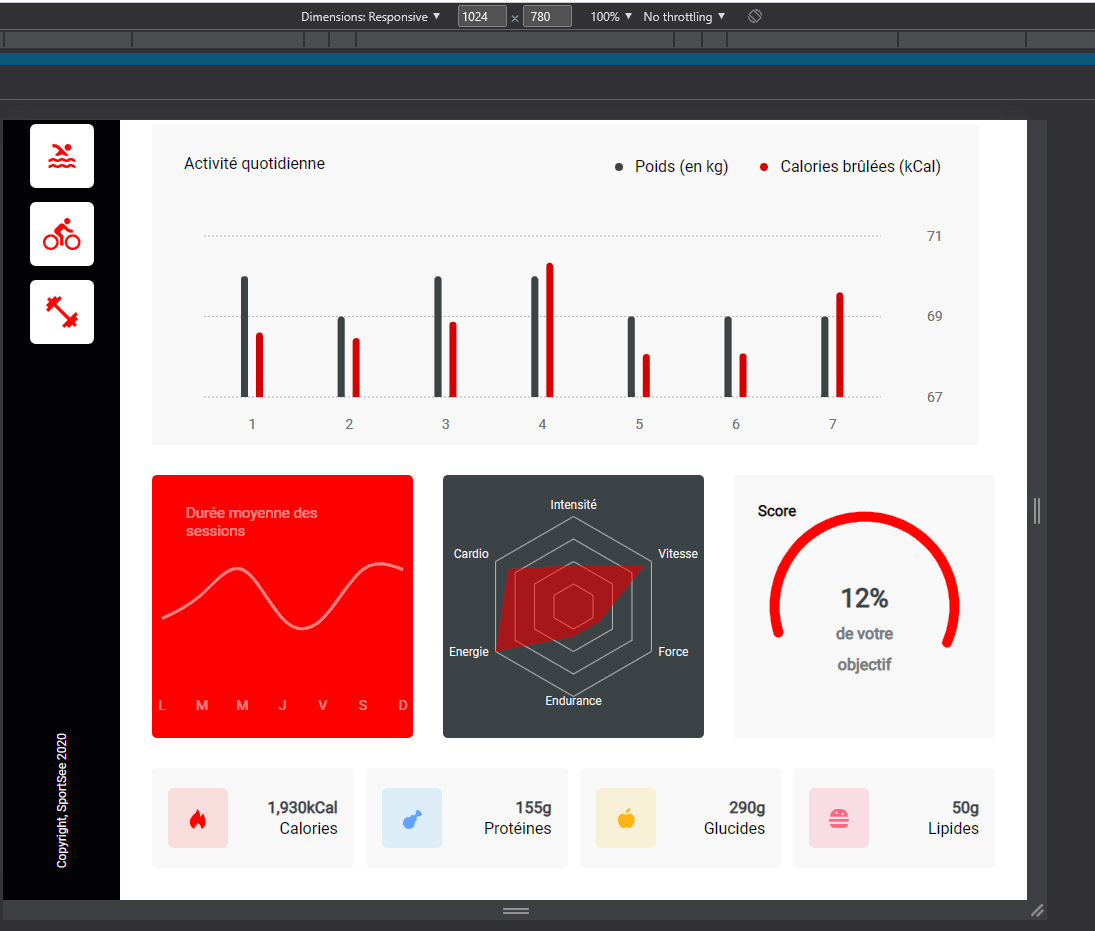 Dimensions: Responsive ▼ 1024 × 780 100% ▼ No throttling ▼
Activité quotidienne
Poids (en kg) Calories brûlées (kCal)
71
69
67
1 2 3 4 5 6 7
Durée moyenne des
sessions
L M M J V S D
Intensité
Vitesse
Force
Endurance
Energie
Cardio
Score
12%
de votre
objectif
1,930kCal
Calories
155g
Protéines
290g
Glucides
50g
Lipides
Copyright, SportSee 2020